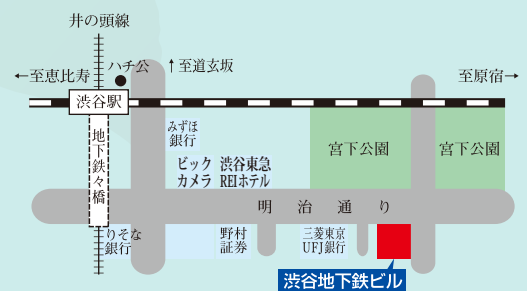 井の頭線
ハチ公
↑至道玄坂
←至恵比寿
至原宿→
渋谷駅
地下鉄々橋
みずほ
銀行
宮下公園
宮下公園
ビック
カメラ
渋谷東急
REIホテル
明治通り
りそな
銀行
野村
証券
三菱東京
UFJ銀行
渋谷地下鉄ビル